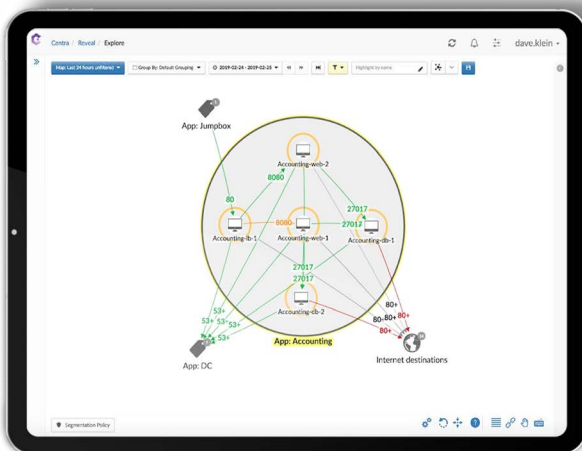 Centra / Reveal / Explore
dave.klein
Map: Last 24 hours unfiltered
Group By: Default Grouping
2019-02-24 - 2019-02-25
Highlight by name
App: Jumpbox
Accounting-web-2
80
8080
27017
Accounting-lb-1
8080
Accounting-web-1
27017
Accounting-db-1
27017
27017
Accounting-db-2
53+
53+
53+
53+
53+
80+
80+
80+
80+
80+
App: DC
App: Accounting
Internet destinations
Segmentation Policy